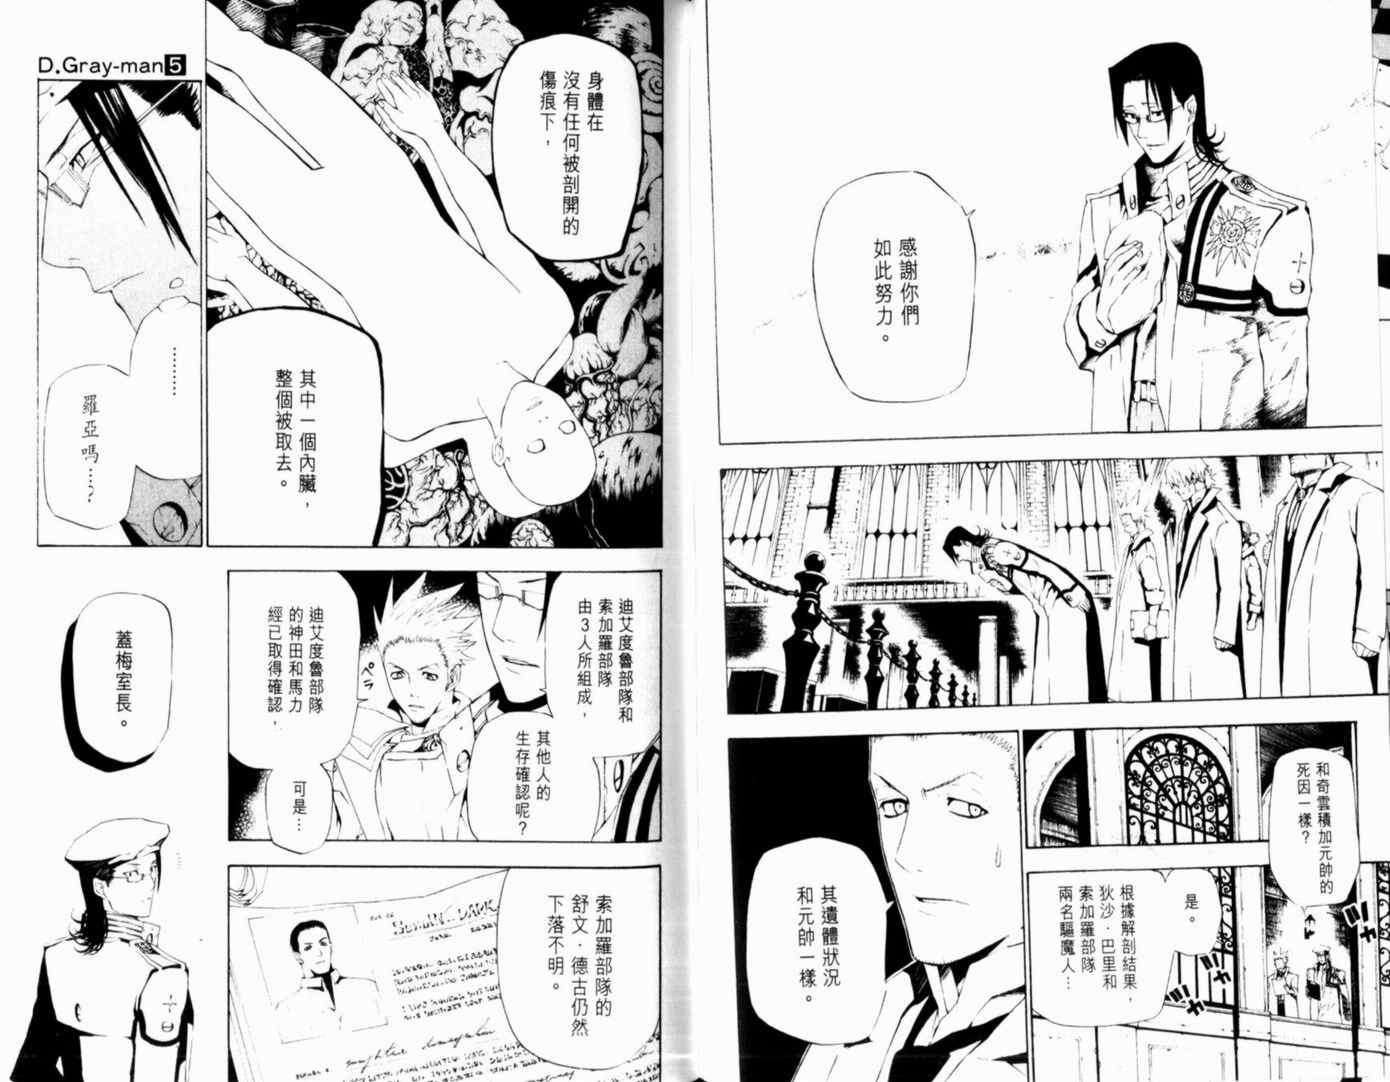 感謝你們
如此努力。
和奇雲積加元帥的
死因一樣？
是。
根據解剖結果，
狄沙．巴里和
索加羅部隊
兩名驅魔人…
其遺體狀況
和元帥一樣。
D.Gray-man 5
身體在
沒有任何被剖開的
傷痕下，
其中一個內臟，
整個被取去。
………
羅亞嗎……？
迪艾度魯部隊和
索加羅部隊
由3人所組成，
其他人的
生存確認呢？
ペラ
迪艾度魯部隊
的神田和馬力
經已取得確認，
可是…
索加羅部隊的
舒文．德古仍然
下落不明。
蓋梅室長。